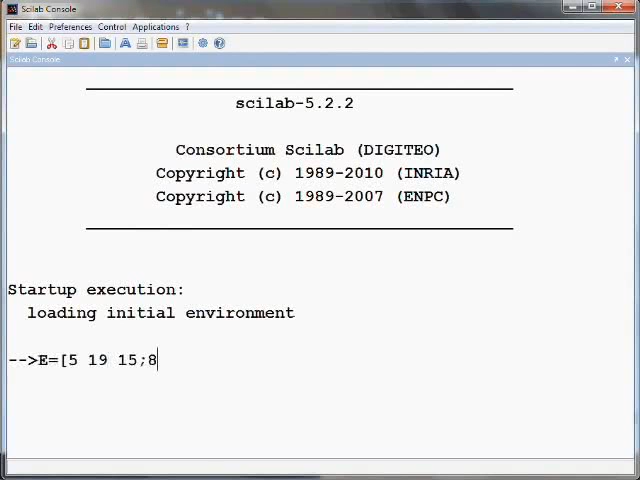 Scilab Console
File Edit Preferences Control Applications ?
Scilab Console
scilab-5.2.2
Consortium Scilab (DIGITEO)
Copyright (c) 1989-2010 (INRIA)
Copyright (c) 1989-2007 (ENPC)
Startup execution:
loading initial environment
-->E=[5 19 15;8